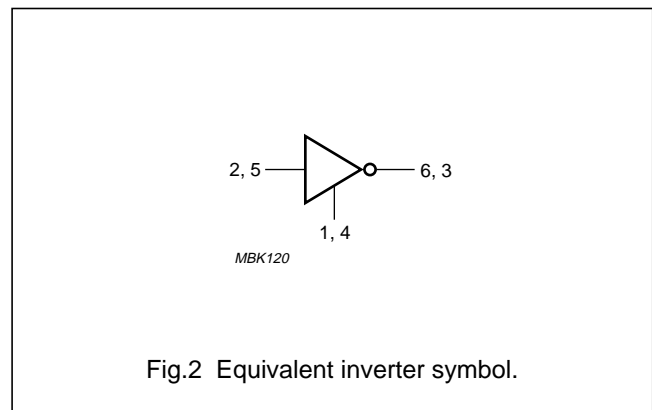 2, 5
6, 3
1, 4
MBK120
Fig.2 Equivalent inverter symbol.